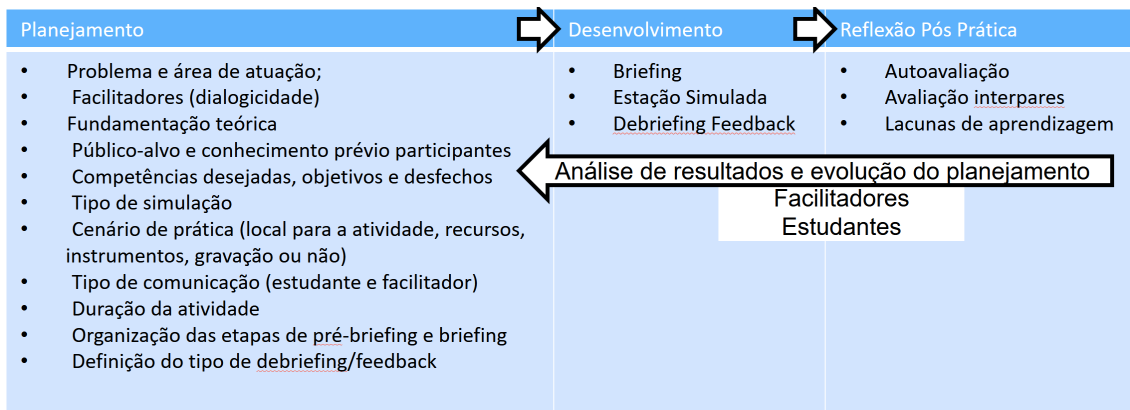 Planejamento
Problema e área de atuação;
Facilitadores (dialogicidade)
Fundamentação teórica
Público-alvo e conhecimento prévio participantes
Competências desejadas, objetivos e desfechos
Tipo de simulação
Cenário de prática (local para a atividade, recursos,
instrumentos, gravação ou não)
Tipo de comunicação (estudante e facilitador)
Duração da atividade
Organização das etapas de pré-briefing e briefing
Definição do tipo de debriefing/feedback
Desenvolvimento
Briefing
Estação Simulada
Debriefing Feedback
Reflexão Pós Prática
Autoavaliação
Avaliação interpares
Lacunas de aprendizagem
Análise de resultados e evolução do planejamento
Facilitadores
Estudantes